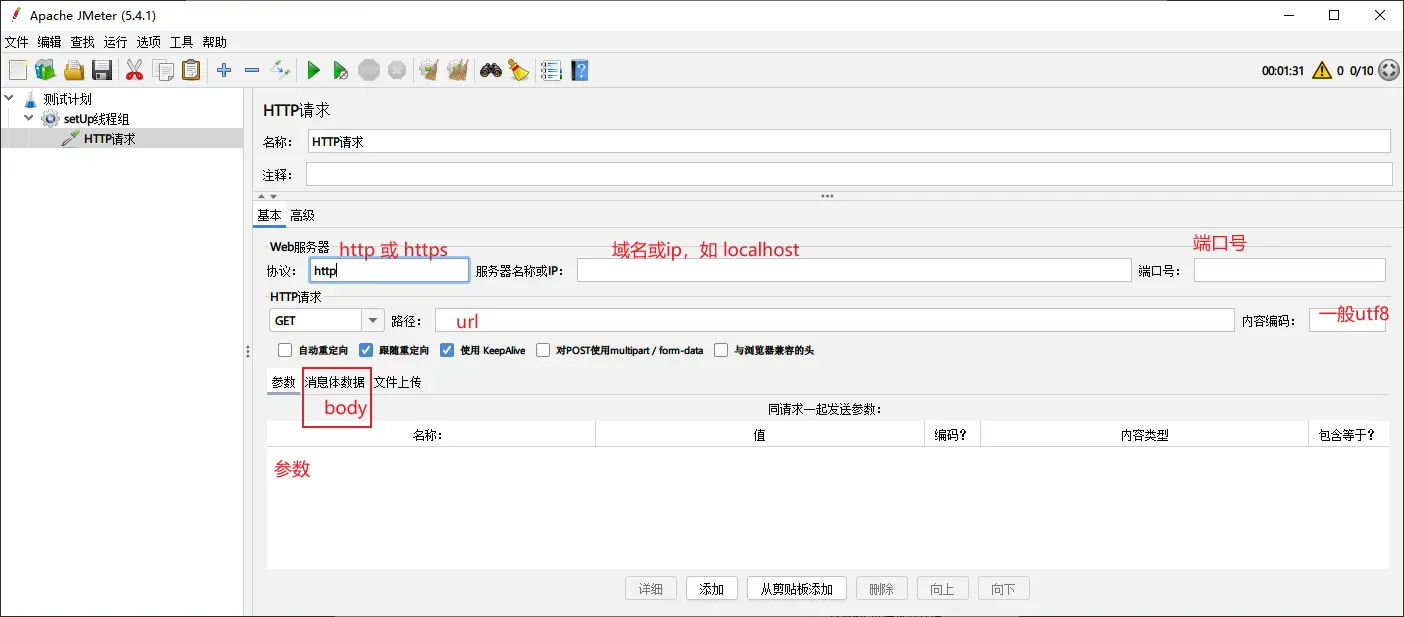 Apache JMeter (5.4.1)
文件 编辑 查找 运行 选项 工具 帮助
00:01:31 0 0/10
测试计划
setUp线程组
HTTP请求
HTTP请求
名称： HTTP请求
注释：
基本 高级
Web服务器 http 或 https 域名或ip，如 localhost 端口号
协议： http 服务器名称或IP： 端口号：
HTTP请求
GET 路径： url 内容编码： 一般utf8
自动重定向 跟随重定向 使用 KeepAlive 对POST使用multipart / form-data 与浏览器兼容的头
参数 消息体数据 文件上传
body
同请求一起发送参数：
名称： 值 编码？ 内容类型 包含等于？
参数
详细 添加 从剪贴板添加 删除 向上 向下